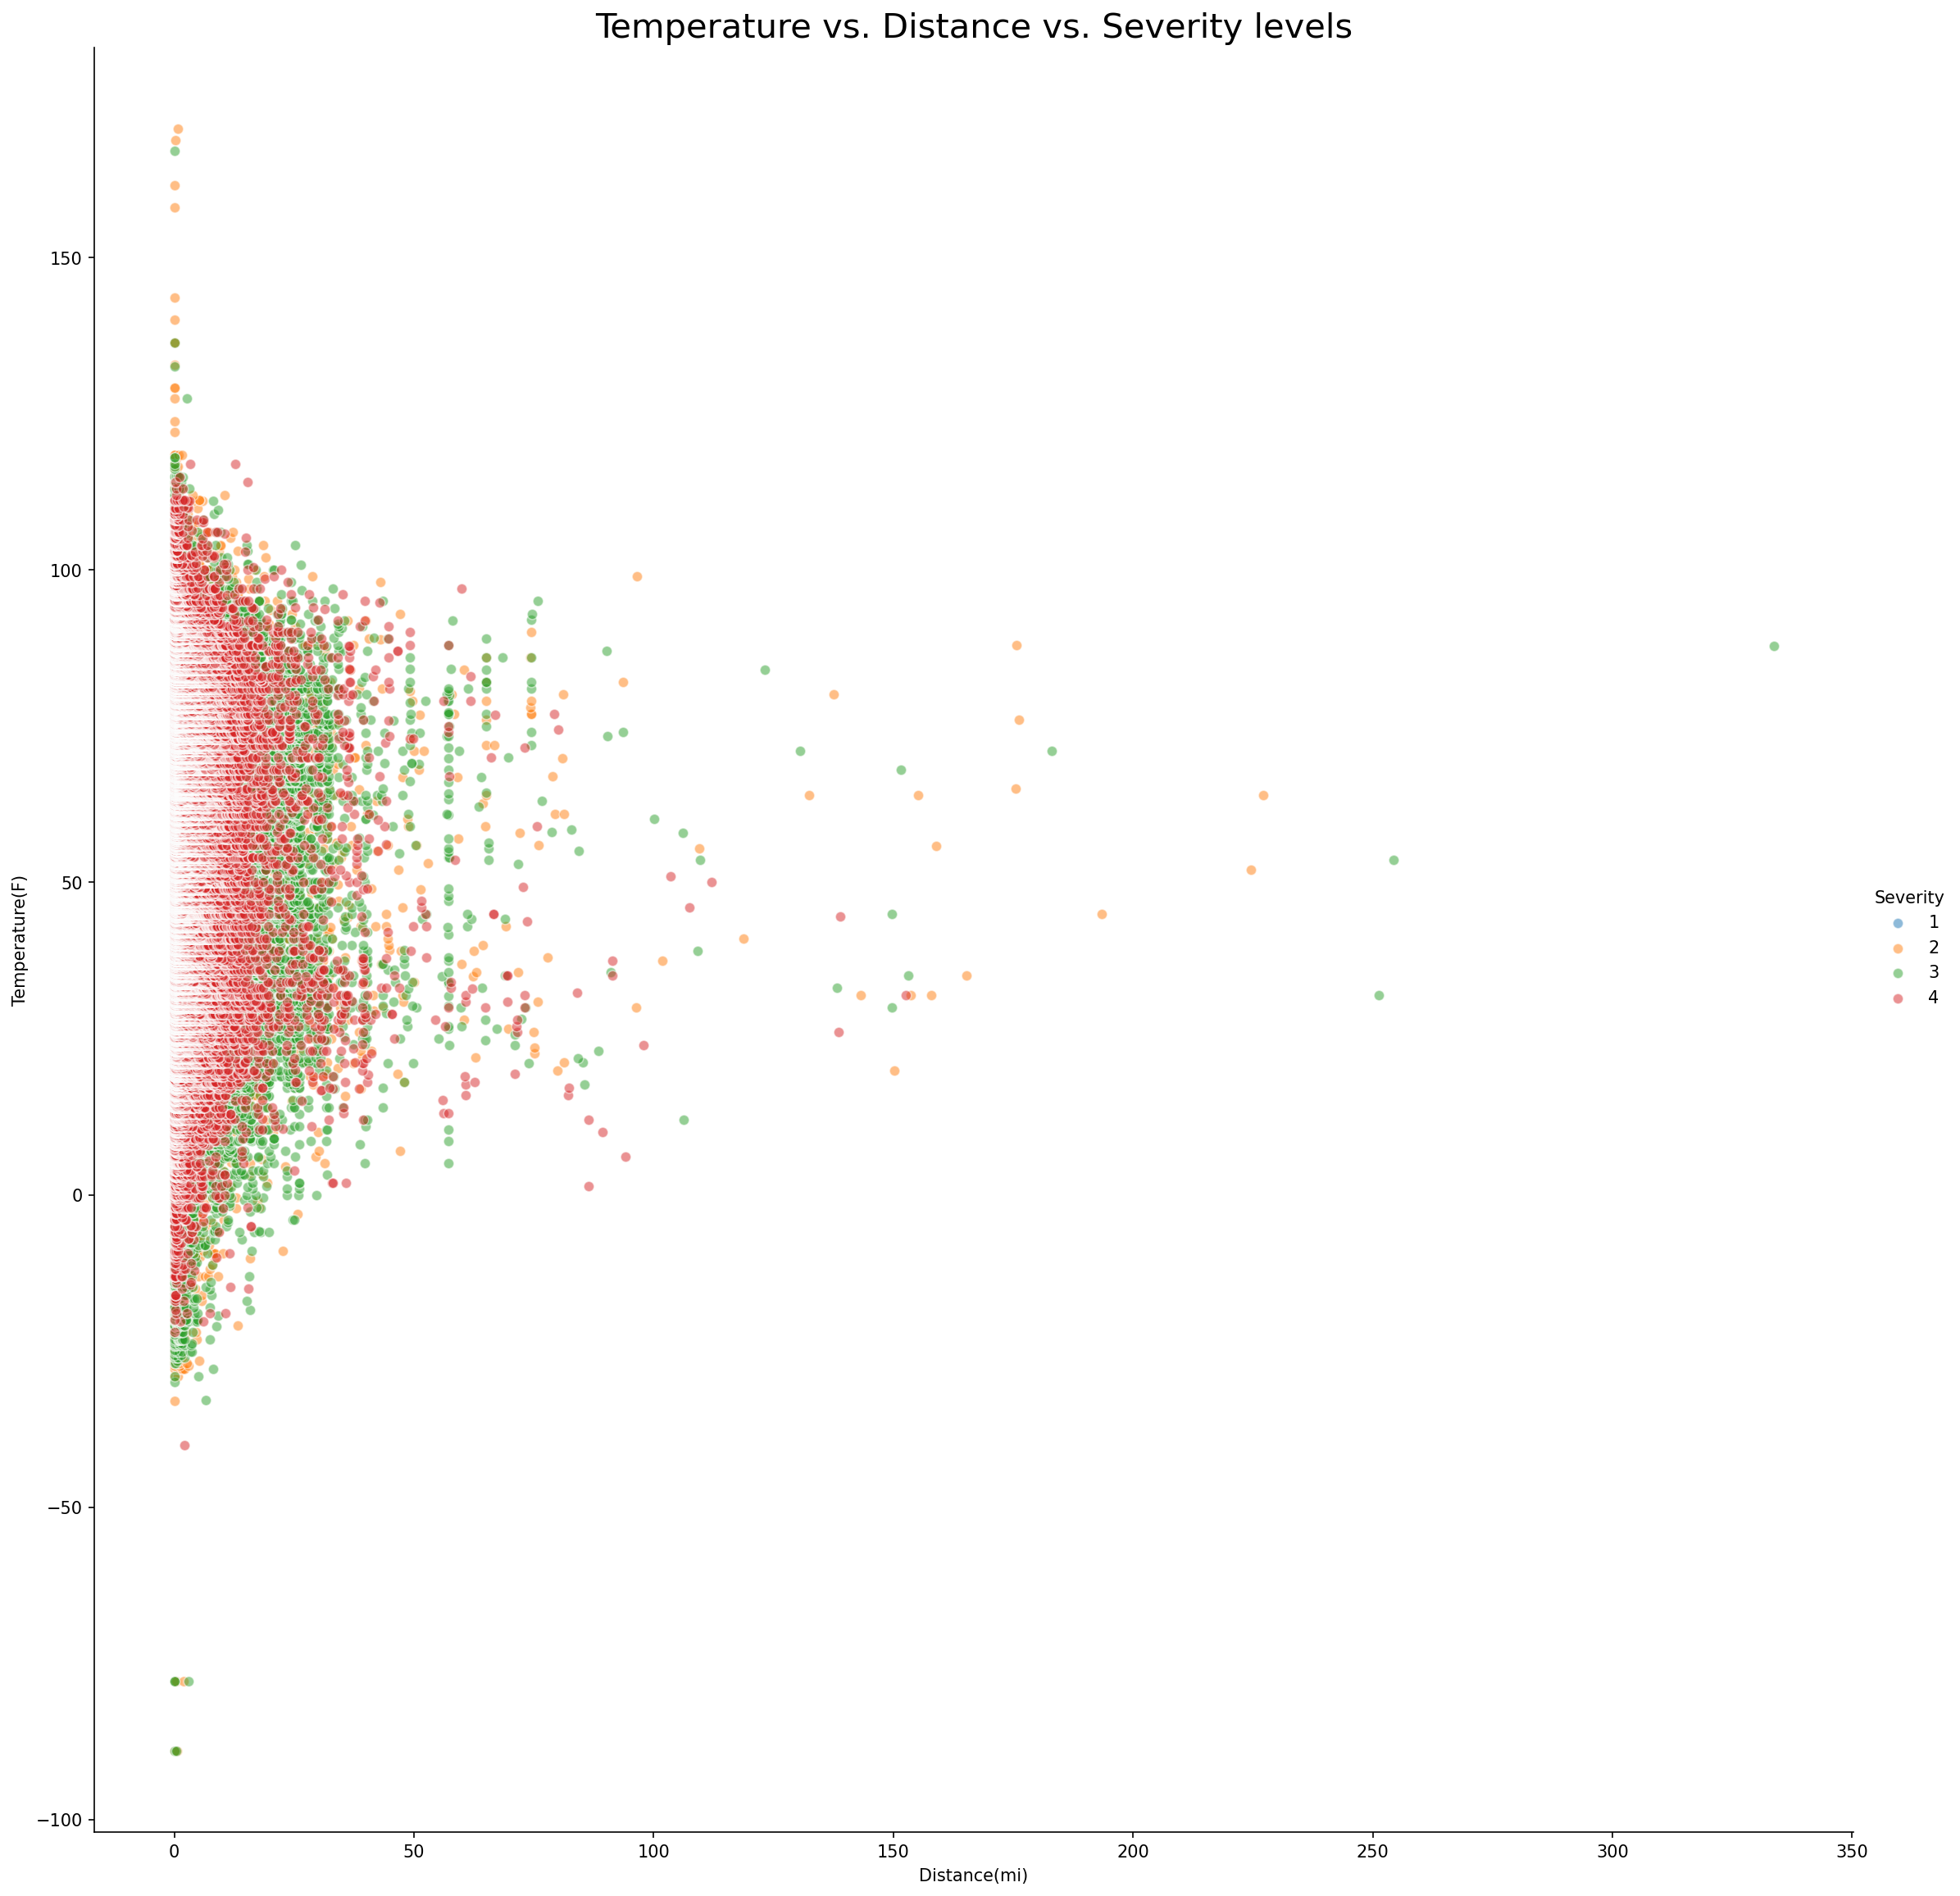 Temperature vs. Distance vs. Severity levels
150
100
50
0
−50
−100
Temperature(F)
0 50 100 150 200 250 300 350
Distance(mi)
Severity
1
2
3
4